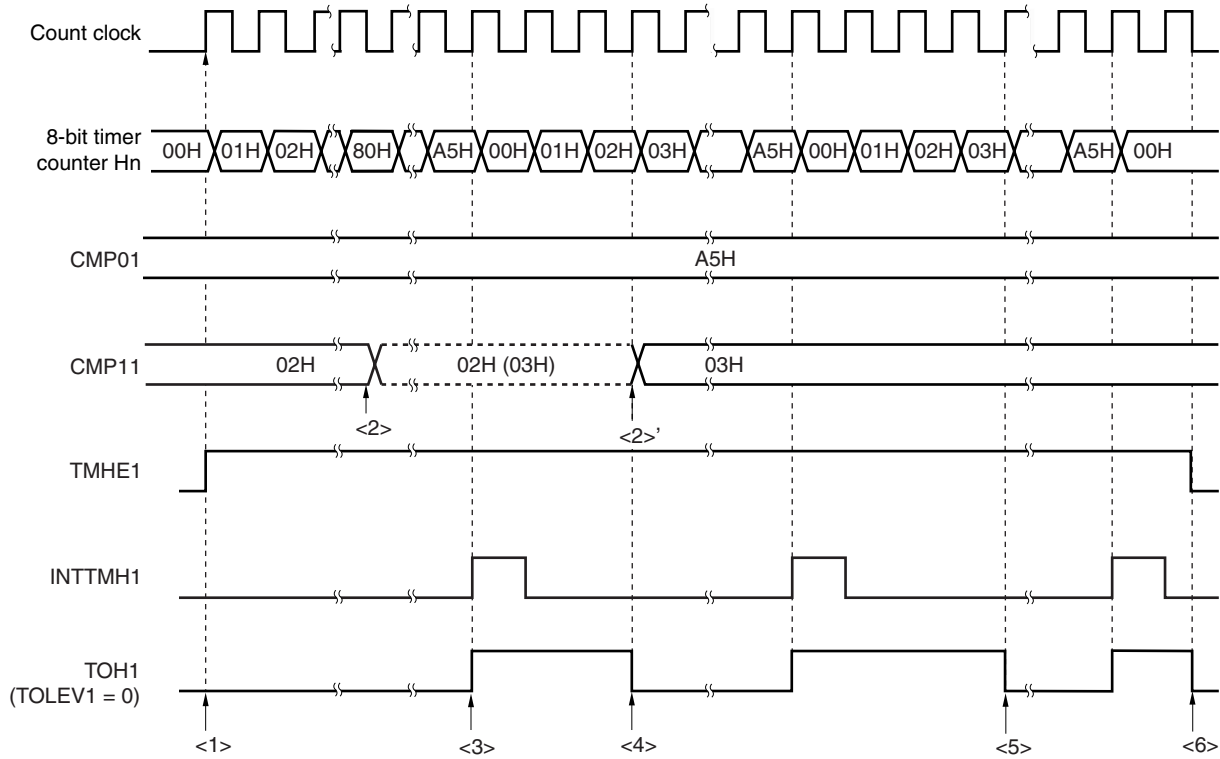 Count clock
8-bit timer
counter Hn
00H 01H 02H 80H A5H 00H 01H 02H 03H A5H 00H 01H 02H 03H A5H 00H
CMP01
A5H
CMP11
02H 02H (03H) 03H
<2> <2>’
TMHE1
INTTMH1
TOH1
(TOLEV1 = 0)
<1> <3> <4> <5> <6>